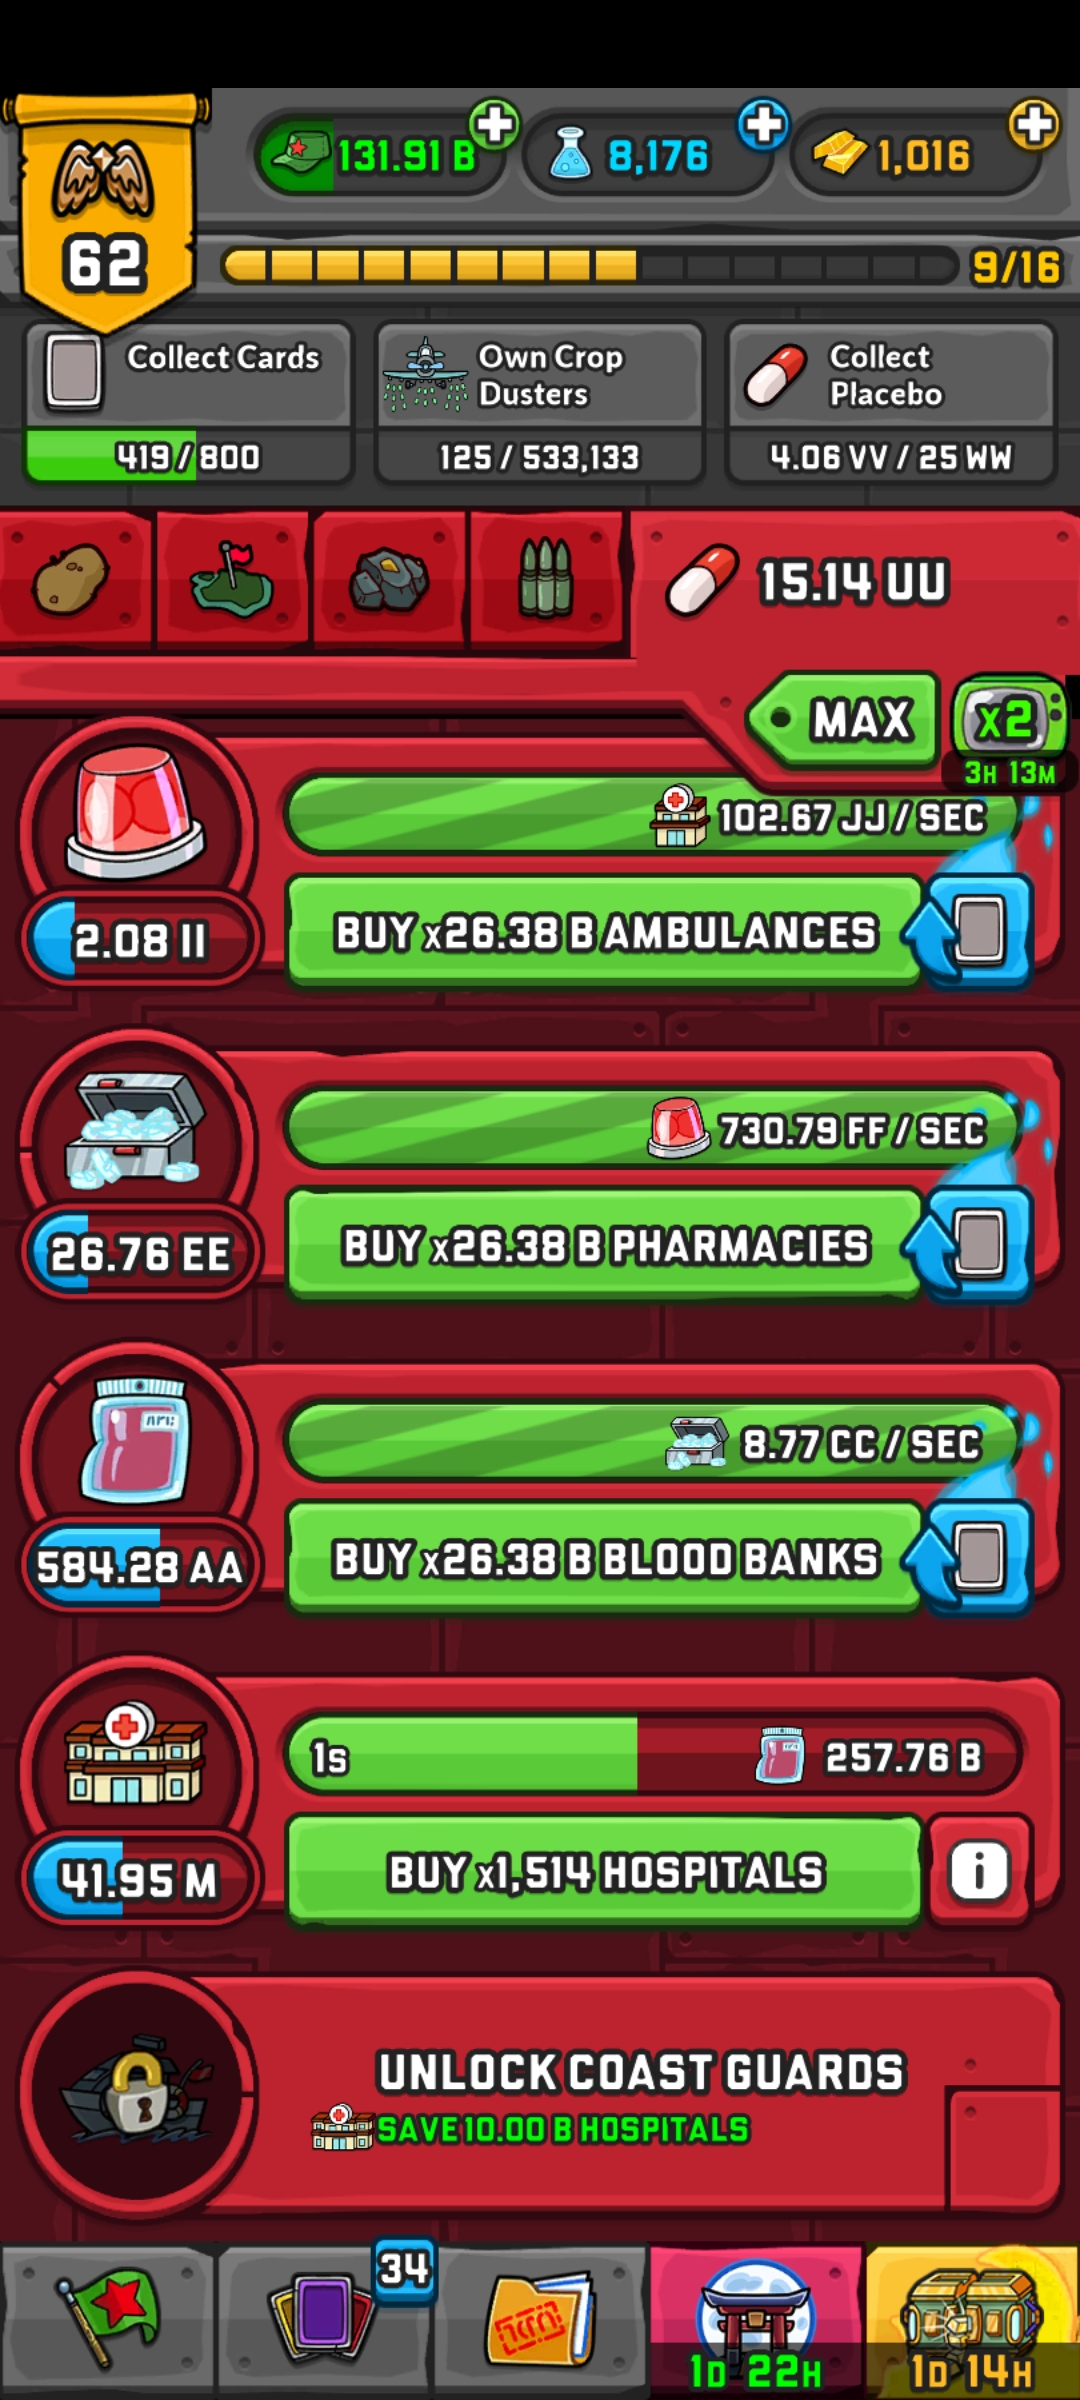 131.91 B
8,176
1,016
62
9/16
Collect Cards
419 / 800
Own Crop
Dusters
125 / 533,133
Collect
Placebo
4.06 VV / 25 WW
15.14 UU
MAX
x2
3H 13M
102.67 JJ / SEC
2.08 II
BUY x26.38 B AMBULANCES
730.79 FF / SEC
26.76 EE
BUY x26.38 B PHARMACIES
8.77 CC / SEC
584.28 AA
BUY x26.38 B BLOOD BANKS
1s
257.76 B
41.95 M
BUY x1,514 HOSPITALS
i
UNLOCK COAST GUARDS
SAVE 10.00 B HOSPITALS
34
1D 22H
1D 14H